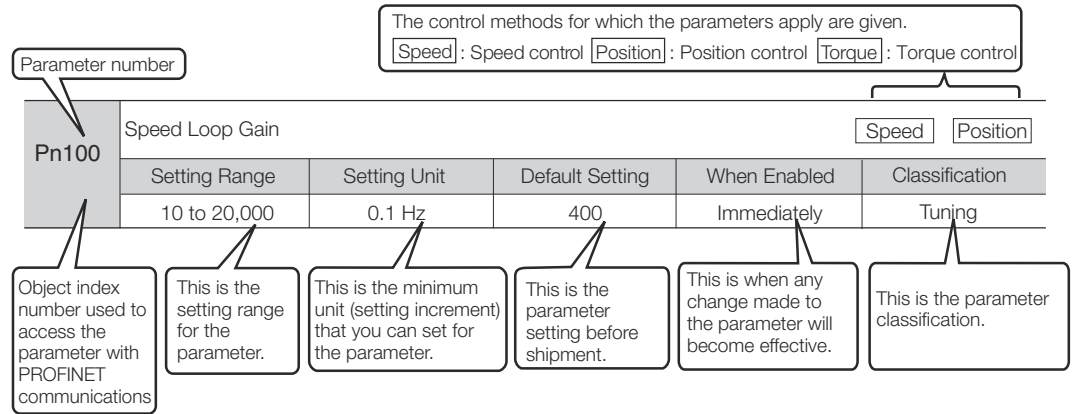 The control methods for which the parameters apply are given.
Speed : Speed control Position : Position control Torque : Torque control
Parameter number
Pn100
Speed Loop Gain
Speed Position
Setting Range Setting Unit Default Setting When Enabled Classification
10 to 20,000 0.1 Hz 400 Immediately Tuning
Object index
number used to
access the
parameter with
PROFINET
communications
This is the
setting range
for the
parameter.
This is the minimum
unit (setting increment)
that you can set for
the parameter.
This is the
parameter
setting before
shipment.
This is when any
change made to
the parameter will
become effective.
This is the parameter
classification.